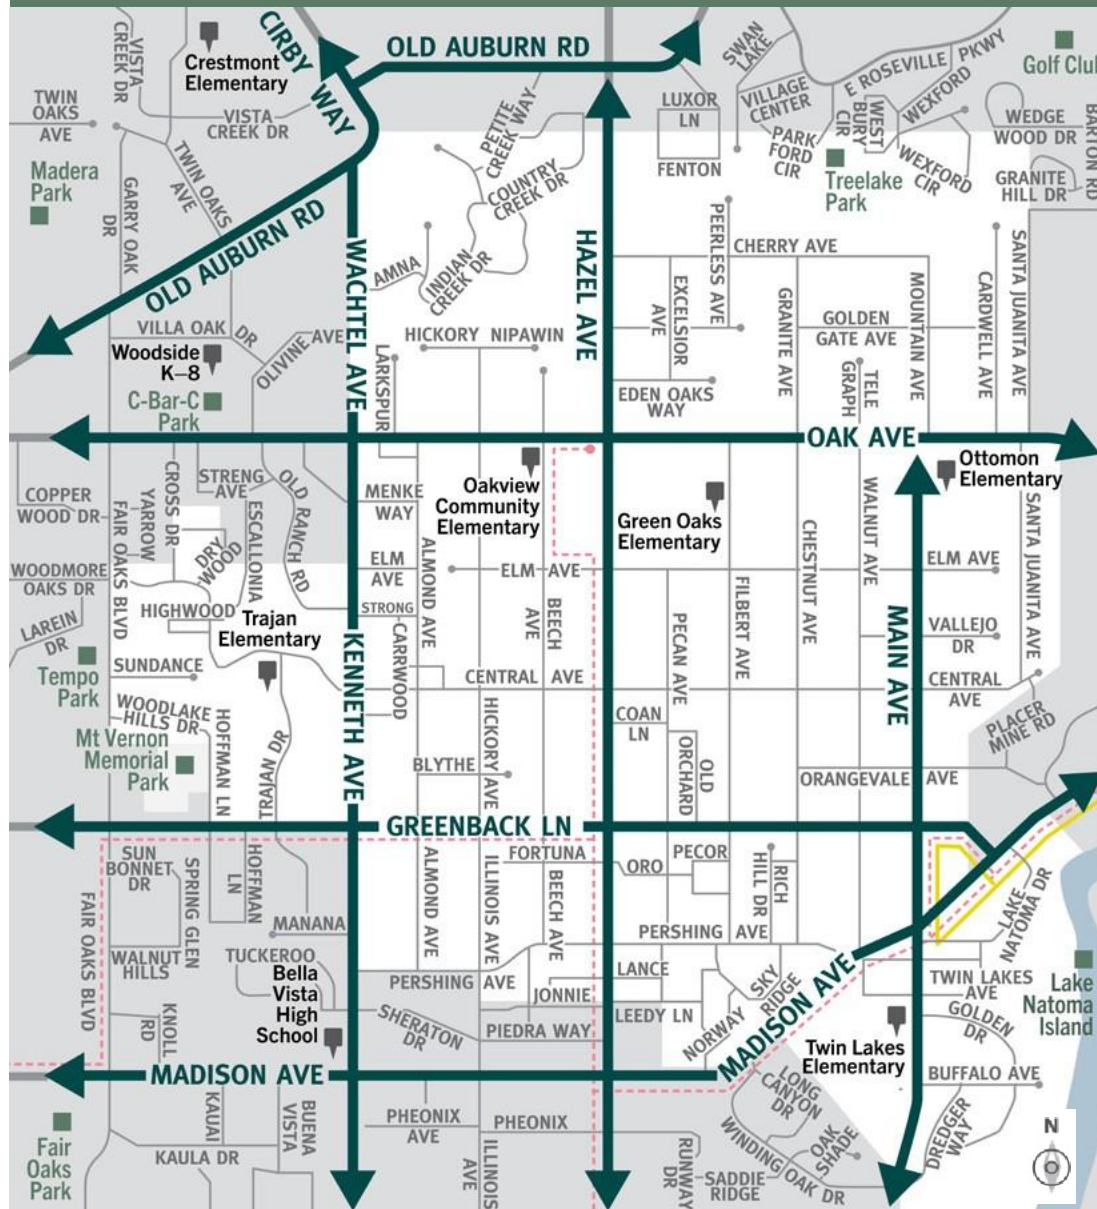 CIRBY WAY
OLD AUBURN RD
SWAN LAKE
E ROSEVILLE PKWY
Golf Club
Crestmont
Elementary
VISTA CREEK DR
TWIN OAKS
AVE
VISTA
CREEK DR
PETITE CREEK WAY
LUXOR
LN
VILLAGE
CENTER
WEXFORD
WEST BURY CIR
WEDGE
WOOD DR
BARTON RD
Madera
Park
TWIN OAKS AVE
GARRY OAK DR
COUNTRY CREEK DR
FENTON
PARK
FORD
CIR
WEXFORD CIR
Treelake
Park
GRANITE
HILL DR
OLD AUBURN RD
WACHTEL AVE
AMNA
INDIAN CREEK DR
HAZEL AVE
PEERLESS AVE
CHERRY AVE
EXCELSIOR AVE
GRANITE AVE
MOUNTAIN AVE
CARDWELL AVE
SANTA JUANITA AVE
VILLA OAK DR
OLIVINE AVE
HICKORY
NIPAWIN
GOLDEN
GATE AVE
Woodside
K–8
LARKSPUR
TELE
GRAPH
C-Bar-C
Park
EDEN OAKS
WAY
OAK AVE
COPPER
WOOD DR
YARROW
CROSS DR
STRENG
AVE
OLD RANCH RD
MENKE
WAY
Oakview
Community
Elementary
Green Oaks
Elementary
Ottomon
Elementary
FAIR OAKS BLVD
ESCALLONIA
DRY WOOD
ALMOND AVE
CHESTNUT AVE
WALNUT AVE
SANTA JUANITA AVE
WOODMORE
OAKS DR
ELM
AVE
ELM AVE
ELM AVE
LAREIN DR
HIGHWOOD
Trajan
Elementary
STRONG
CARRWOOD
BEECH AVE
PECAN AVE
FILBERT AVE
MAIN AVE
VALLEJO
DR
Tempo
Park
SUNDANCE
KENNETH AVE
CENTRAL AVE
CENTRAL
AVE
WOODLAKE
HILLS DR
HOFFMAN LN
TRAJAN DR
HICKORY AVE
COAN
LN
OLD ORCHARD
PLACER MINE RD
Mt Vernon
Memorial
Park
BLYTHE
ORANGEVALE AVE
GREENBACK LN
SUN
BONNET
DR
SPRING GLEN
HOFFMAN LN
ALMOND AVE
ILLINOIS AVE
FORTUNA
BEECH AVE
ORO
PECOR
RICH HILL DR
LAKE NATOMA DR
FAIR OAKS BLVD
MANANA
PERSHING AVE
WALNUT
HILLS
TUCKEROO
Bella
Vista
High
School
PERSHING AVE
LANCE
SKY RIDGE
MADISON AVE
TWIN LAKES
AVE
Lake
Natoma
Island
JONNIE
LEEDY LN
KNOLL RD
SHERATON DR
PIEDRA WAY
NORWAY
GOLDEN DR
Twin Lakes
Elementary
MADISON AVE
LONG CANYON DR
BUFFALO AVE
KAUAI
BUENA VISTA
PHEONIX
AVE
PHEONIX
OAK SHADE
DREDGER WAY
N
Fair
Oaks
Park
KAULA DR
ILLINOIS AVE
RUNWAY DR
SADDIE
RIDGE
WINDING OAK DR